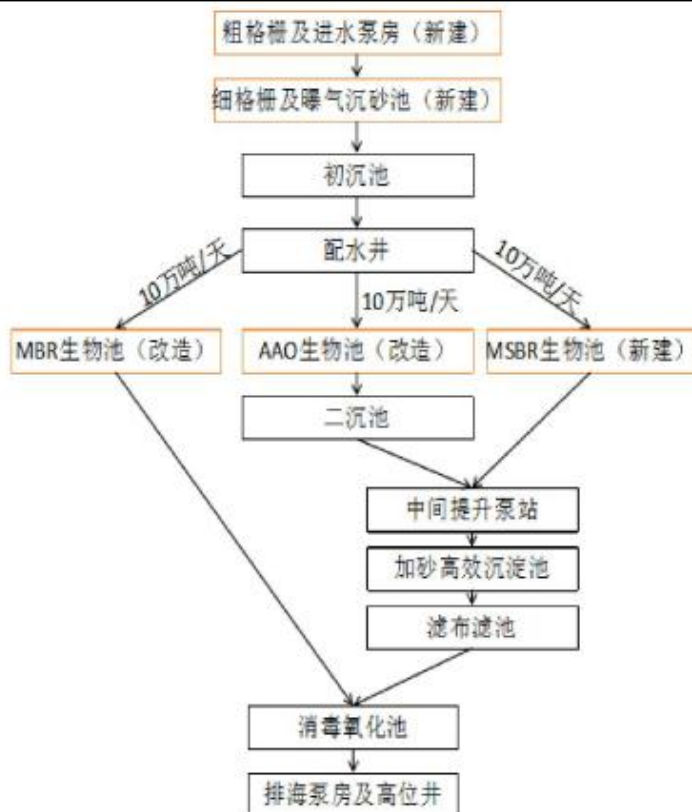 粗格栅及进水泵房（新建）
细格栅及曝气沉砂池（新建）
初沉池
配水井
10万吨/天
10万吨/天
10万吨/天
MBR生物池（改造）
AAO生物池（改造）
MSBR生物池（新建）
二沉池
中间提升泵站
加砂高效沉淀池
滤布滤池
消毒氧化池
排海泵房及高位井